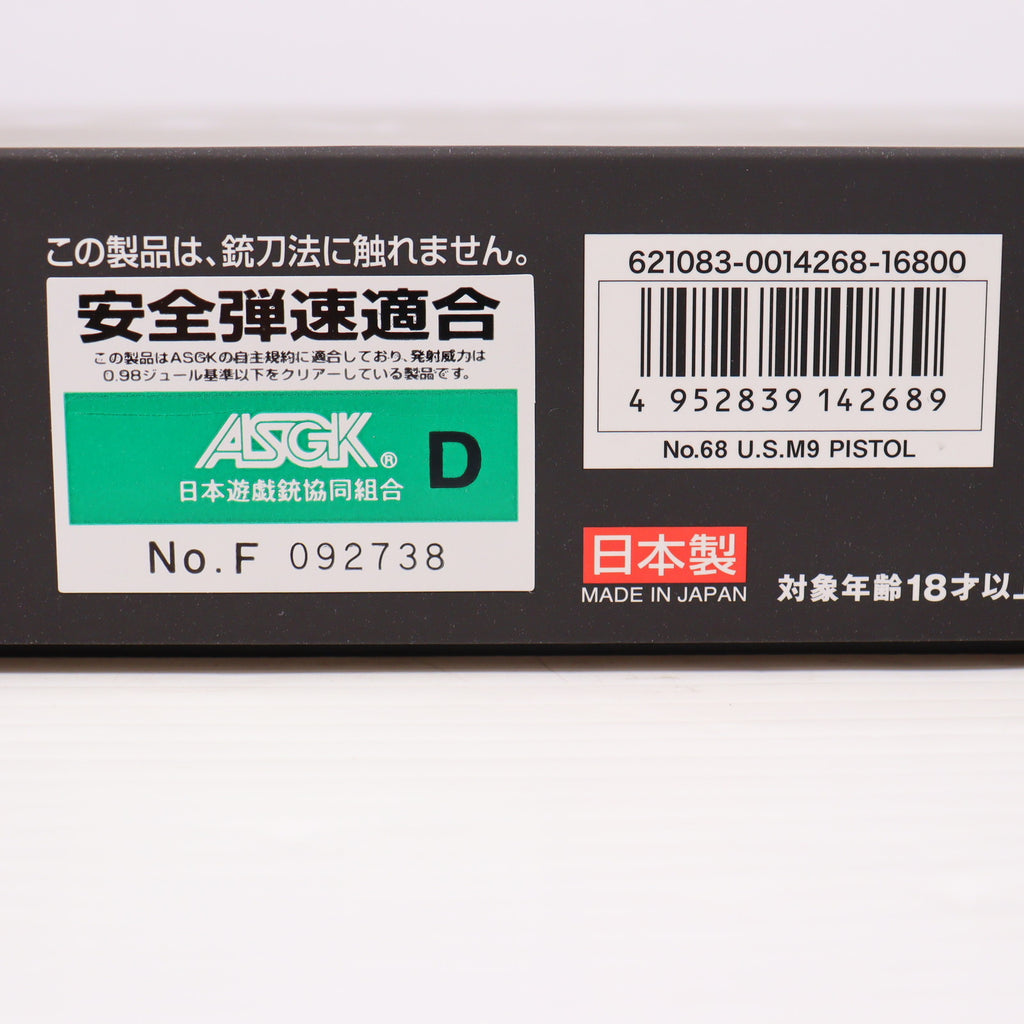 この製品は、銃刀法に触れません。
安全弾速適合
この製品はASGKの自主規約に適合しており、発射威力は
0.98ジュール基準以下をクリアーしている製品です。
ASGK® D
日本遊戯銃協同組合
No.F 092738
621083-0014268-16800
4 952839 142689
No.68 U.S.M9 PISTOL
日本製
MADE IN JAPAN
対象年齢18才以上